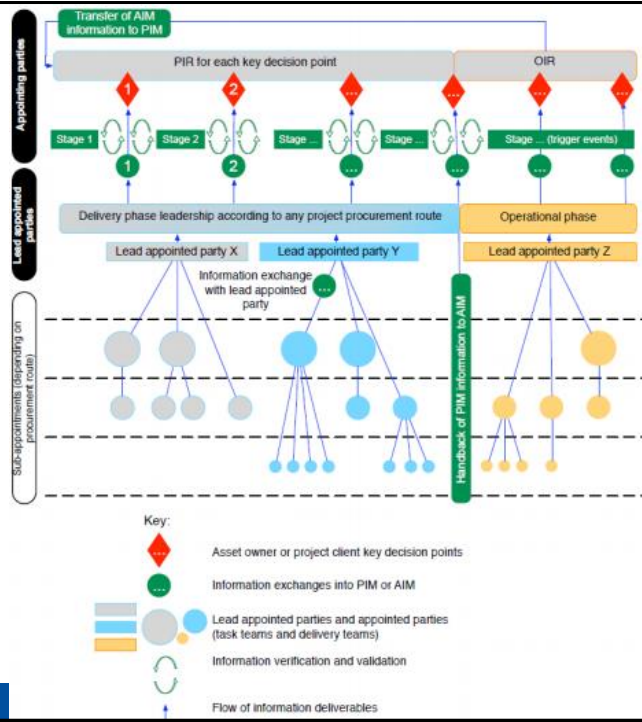 Transfer of AIM
information to PIM
Appointing parties
PIR for each key decision point
OIR
1
2
...
...
...
...
Stage 1
Stage 2
Stage ...
Stage ...
Stage ... (trigger events)
1
2
...
...
...
...
Lead appointed
parties
Delivery phase leadership according to any project procurement route
Operational phase
Lead appointed party X
Lead appointed party Y
Lead appointed party Z
Information exchange
with lead appointed
party
...
Sub-appointments (depending on
procurement route)
Handback of PIM information to AIM
Key:
...
Asset owner or project client key decision points
...
Information exchanges into PIM or AIM
Lead appointed parties and appointed parties
(task teams and delivery teams)
Information verification and validation
Flow of information deliverables